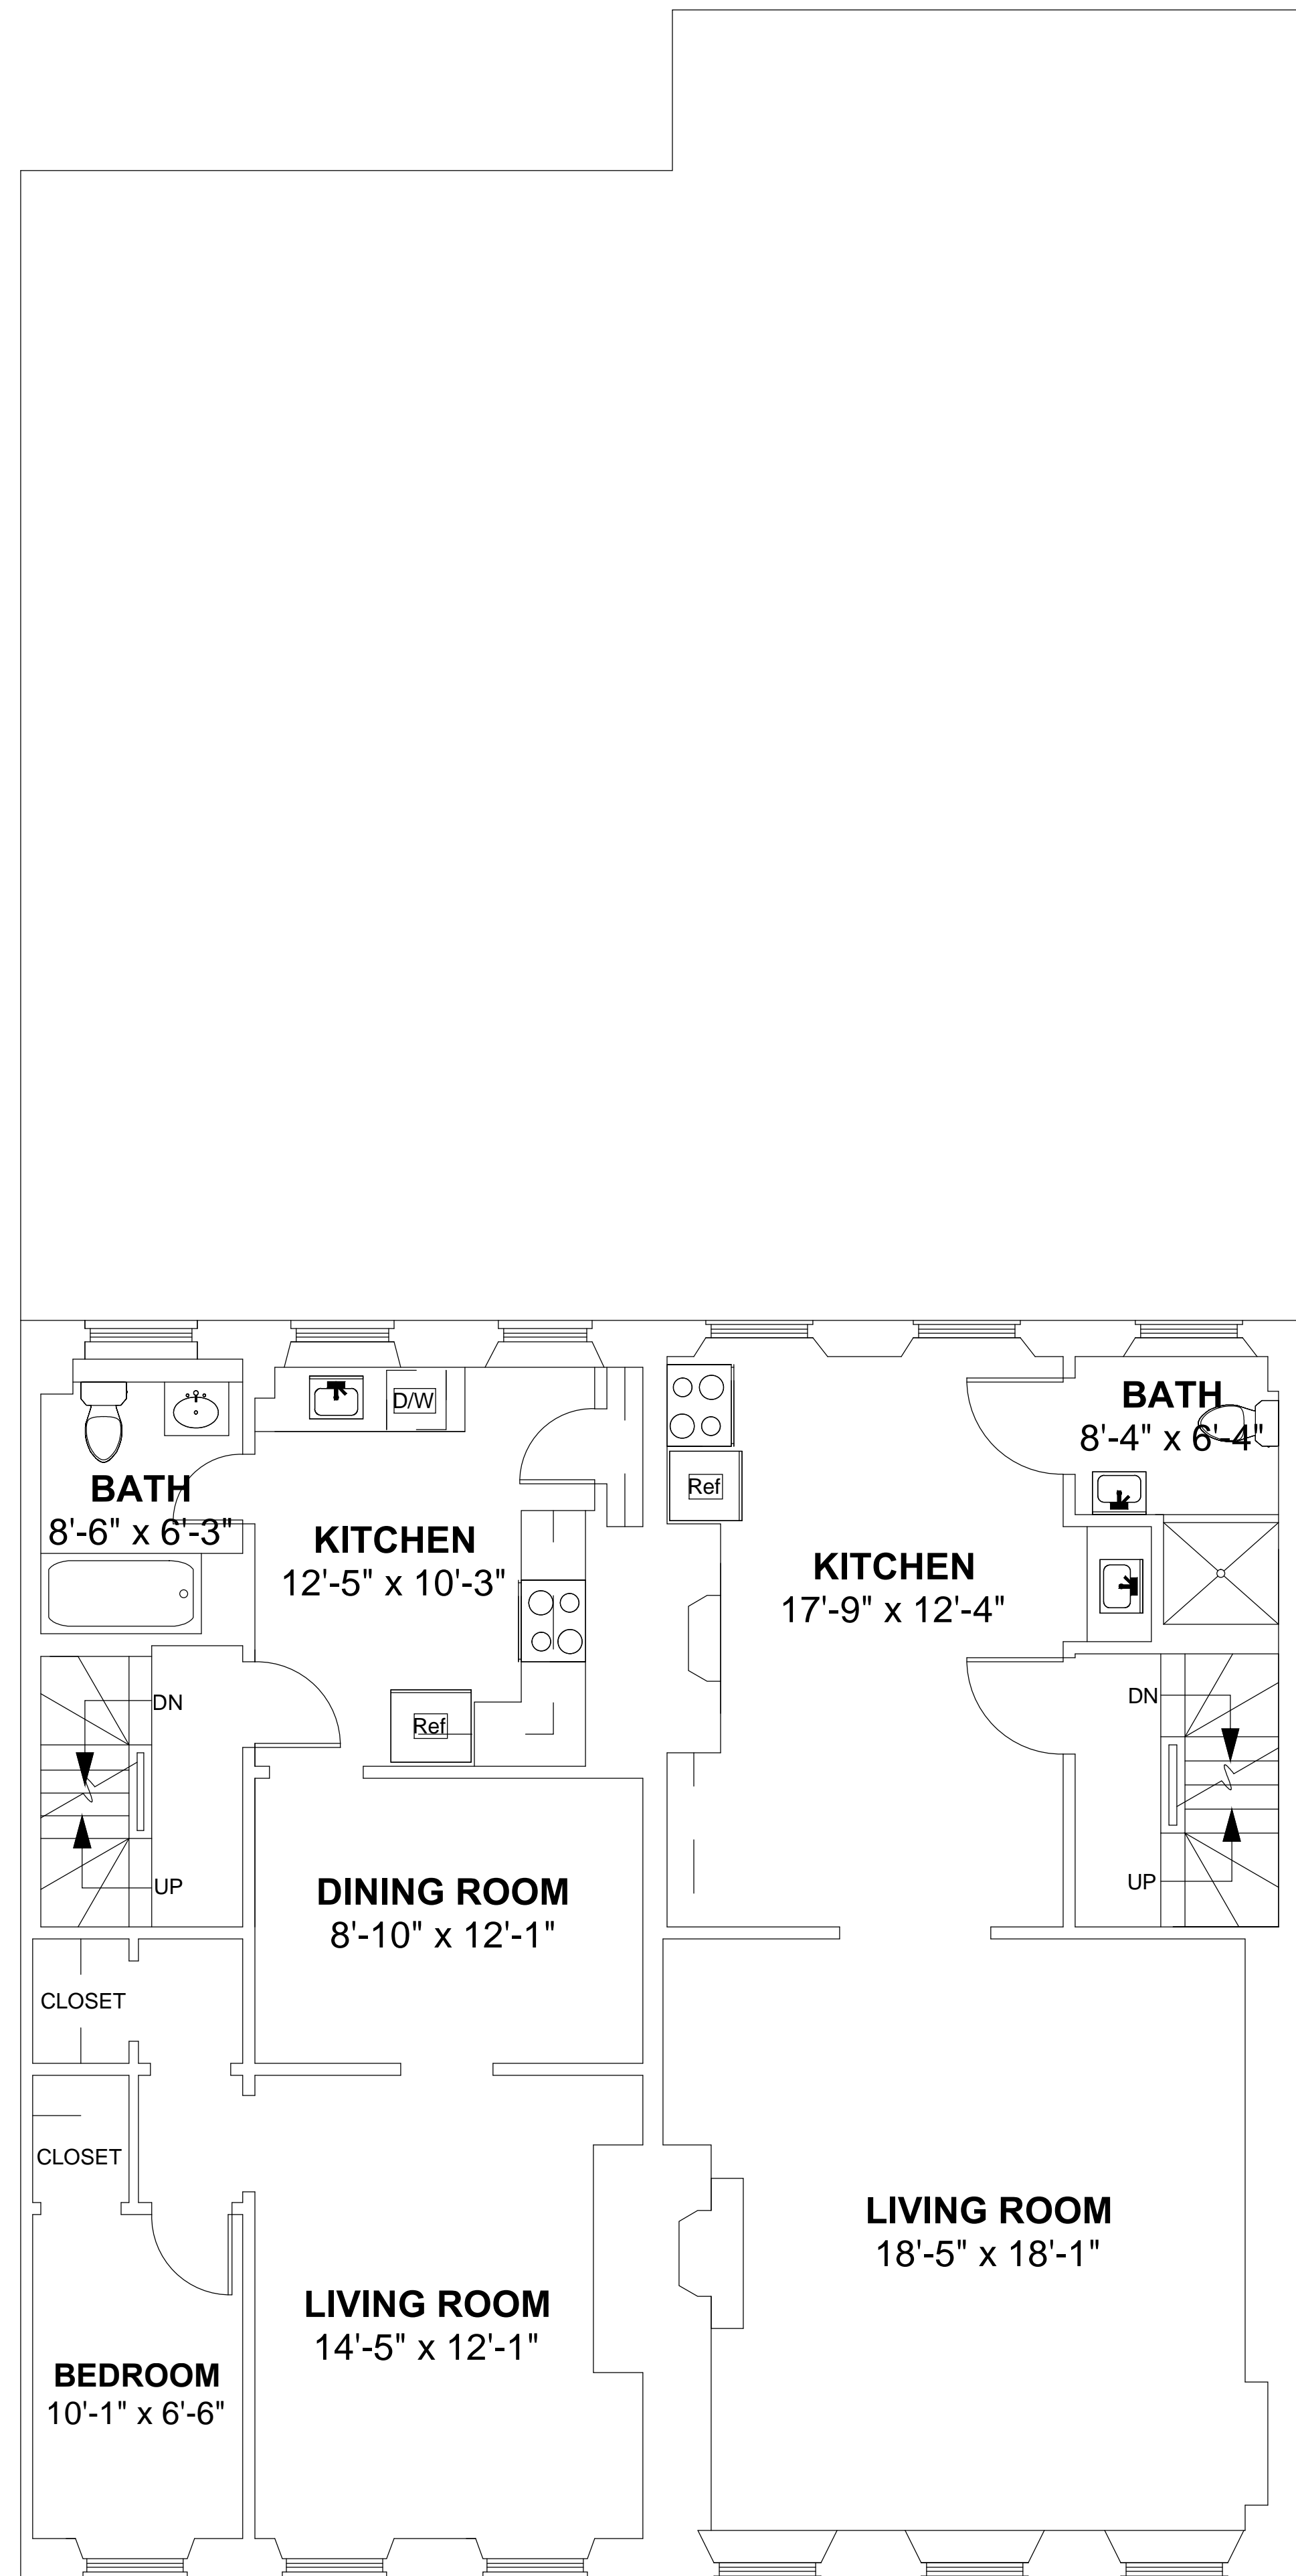 D/W
BATH
8'-4" x 6'-4"
Ref
BATH
8'-6" x 6'-3"
KITCHEN
12'-5" x 10'-3"
KITCHEN
17'-9" x 12'-4"
DN
DN
Ref
UP
UP
DINING ROOM
8'-10" x 12'-1"
CLOSET
CLOSET
LIVING ROOM
18'-5" x 18'-1"
LIVING ROOM
14'-5" x 12'-1"
BEDROOM
10'-1" x 6'-6"